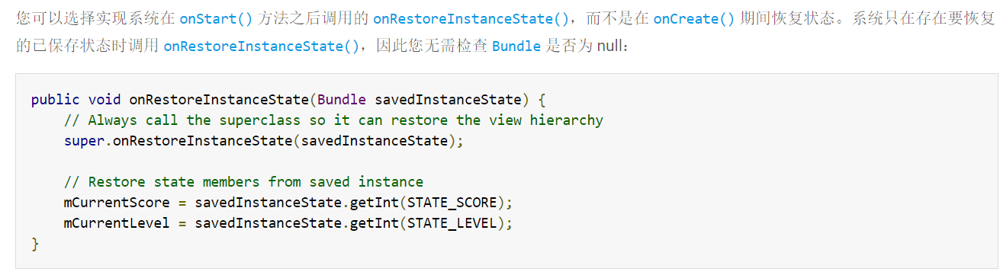 您可以选择实现系统在 onStart() 方法之后调用的 onRestoreInstanceState()，而不是在 onCreate() 期间恢复状态。系统只在存在要恢复
的已保存状态时调用 onRestoreInstanceState()，因此您无需检查 Bundle 是否为 null：
public void onRestoreInstanceState(Bundle savedInstanceState) {
    // Always call the superclass so it can restore the view hierarchy
    super.onRestoreInstanceState(savedInstanceState);
    // Restore state members from saved instance
    mCurrentScore = savedInstanceState.getInt(STATE_SCORE);
    mCurrentLevel = savedInstanceState.getInt(STATE_LEVEL);
}